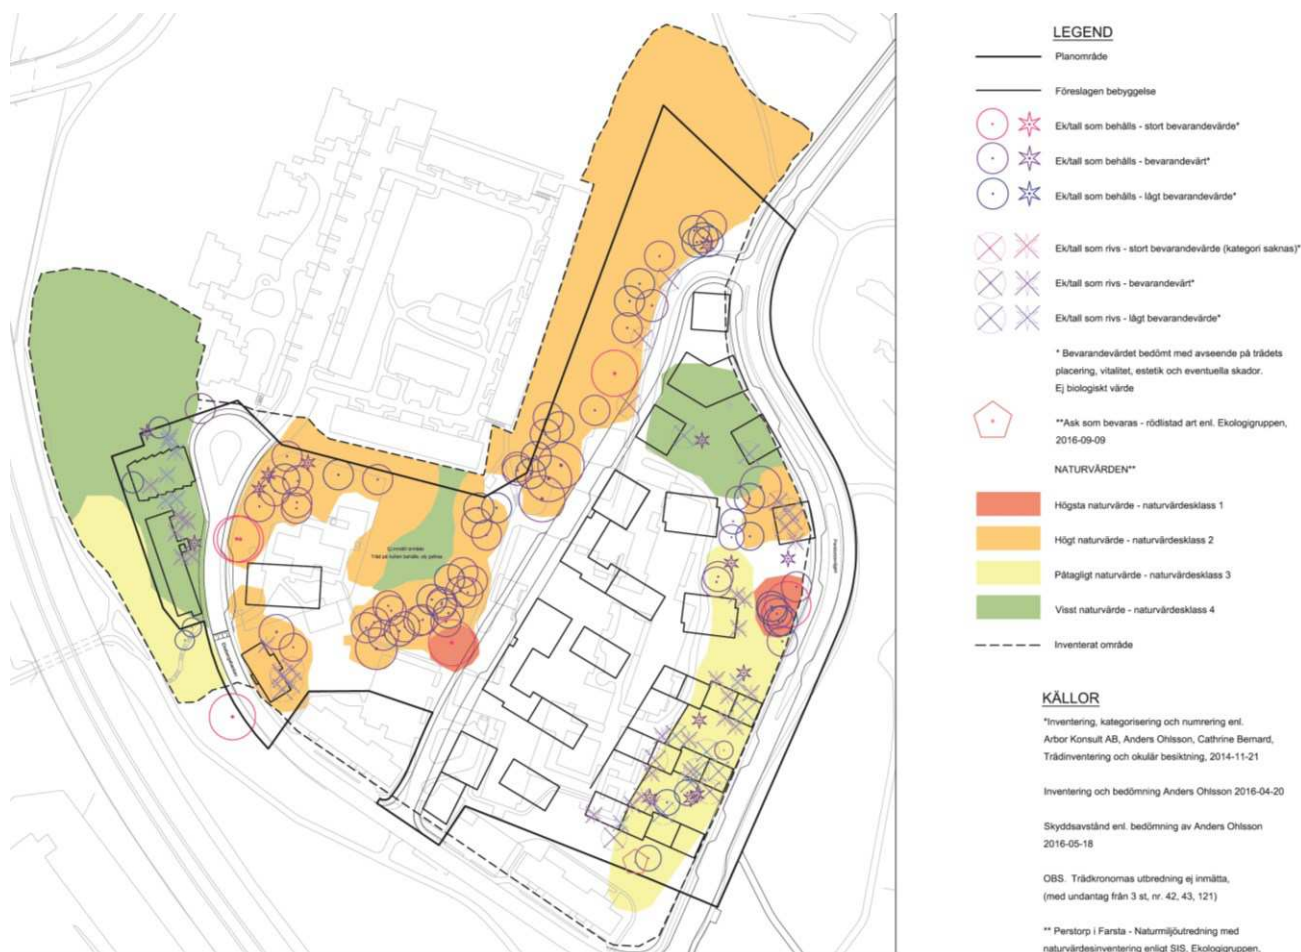 LEGEND
Planområde
Föreslagen bebyggelse
Ek/tall som behålls - stort bevarandevärde*
Ek/tall som behålls - bevarandevärt*
Ek/tall som behålls - lågt bevarandevärde*
Ek/tall som rivs - stort bevarandevärde (kategori saknas)*
Ek/tall som rivs - bevarandevärt*
Ek/tall som rivs - lågt bevarandevärde*
* Bevarandevärdet bedömt med avseende på trädets
placering, vitalitet, estetik och eventuella skador.
Ej biologiskt värde
**Ask som bevaras - rödlistad art enl. Ekologigruppen,
2016-09-09
NATURVÄRDEN**
Högsta naturvärde - naturvärdesklass 1
Högt naturvärde - naturvärdesklass 2
Påtagligt naturvärde - naturvärdesklass 3
Visst naturvärde - naturvärdesklass 4
Inventerat område
KÄLLOR
*Inventering, kategorisering och numrering enl.
Arbor Konsult AB, Anders Ohlsson, Cathrine Bernard,
Trädinventering och okulär besiktning, 2014-11-21
Inventering och bedömning Anders Ohlsson 2016-04-20
Skyddsavstånd enl. bedömning av Anders Ohlsson
2016-05-18
OBS. Trädkronornas utbredning ej inmätta,
(med undantag från 3 st, nr. 42, 43, 121)
** Perstorp i Farsta - Naturmiljöutredning med
naturvärdesinventering enligt SIS, Ekologigruppen,